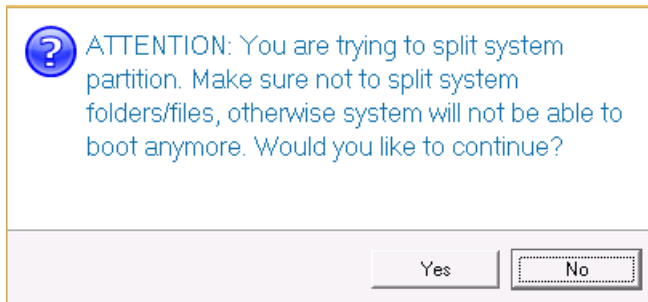 ATTENTION: You are trying to split system
partition. Make sure not to split system
folders/files, otherwise system will not be able to
boot anymore. Would you like to continue?
Yes No